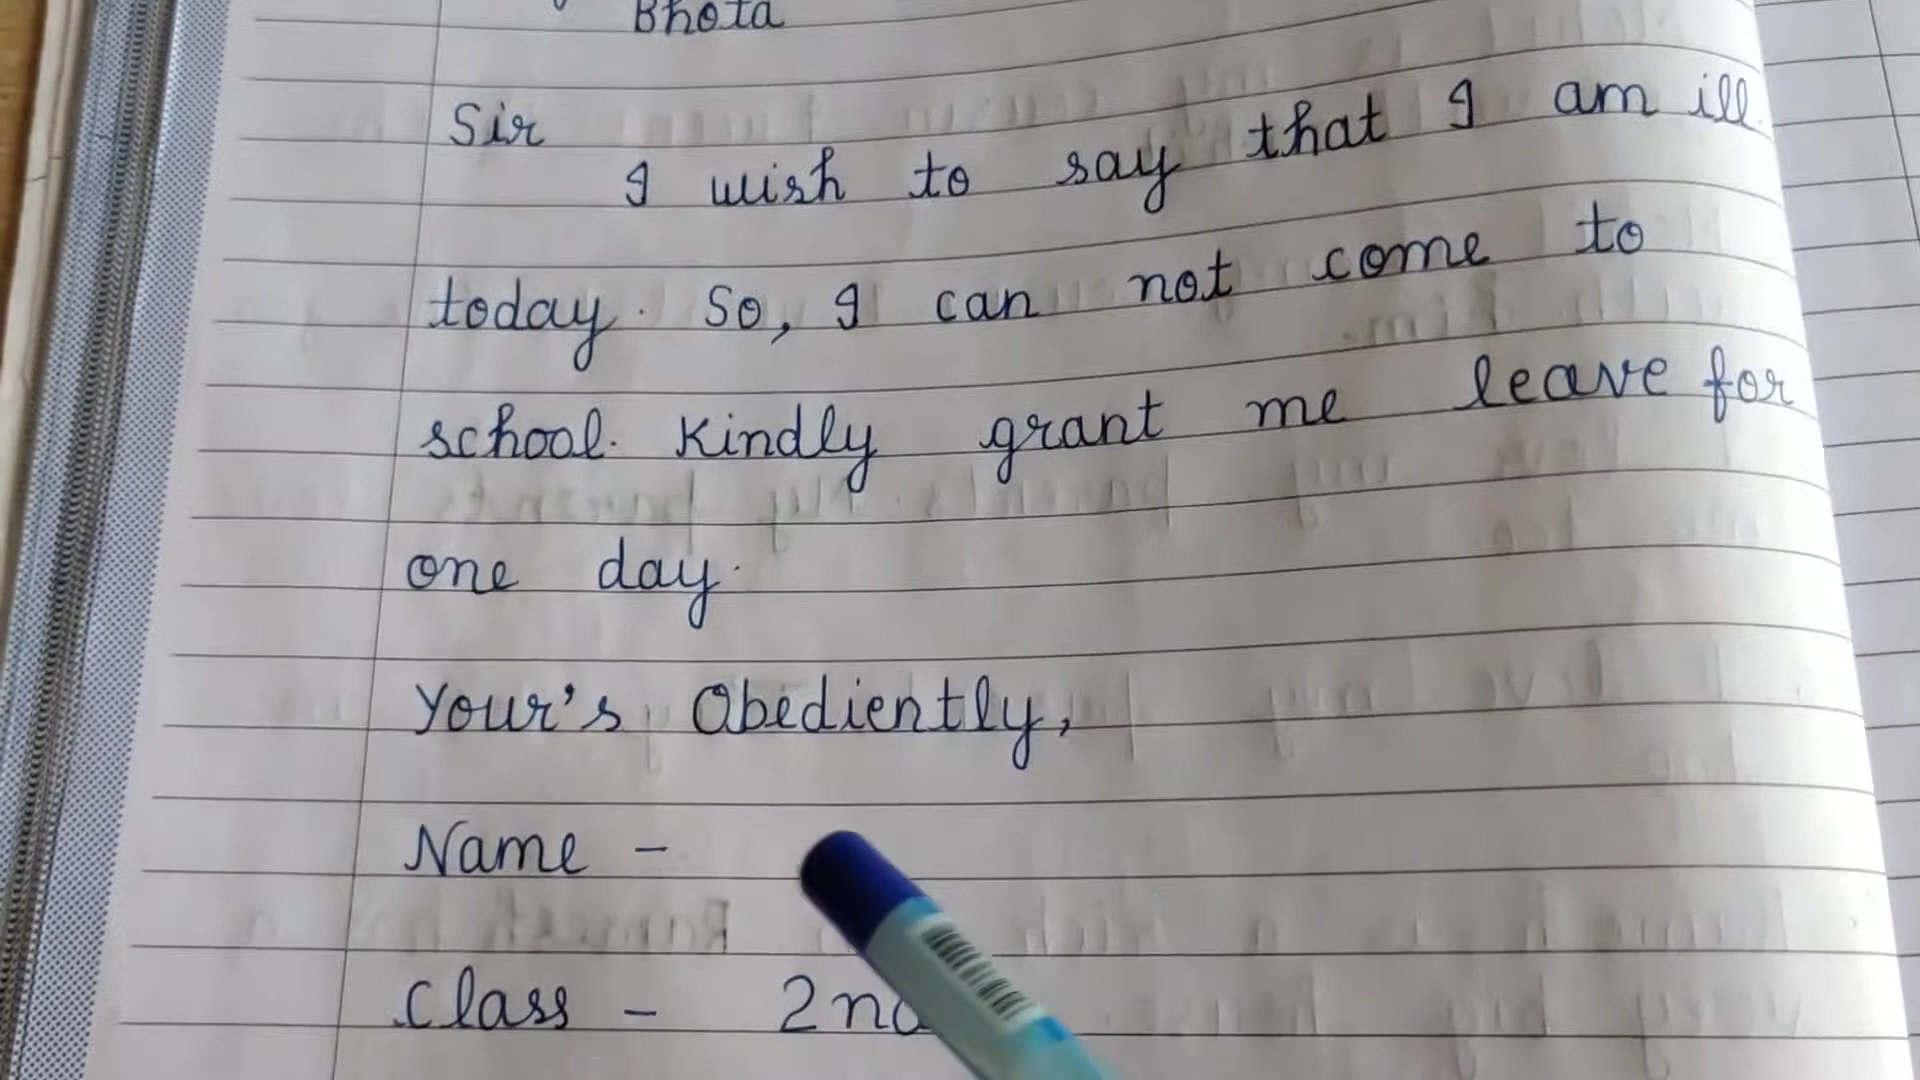 Bhota
Sir
I wish to say that I am ill
today. So, I can not come to
school. Kindly grant me leave for
one day.
Your's Obediently,
Name -
Class - 2nd